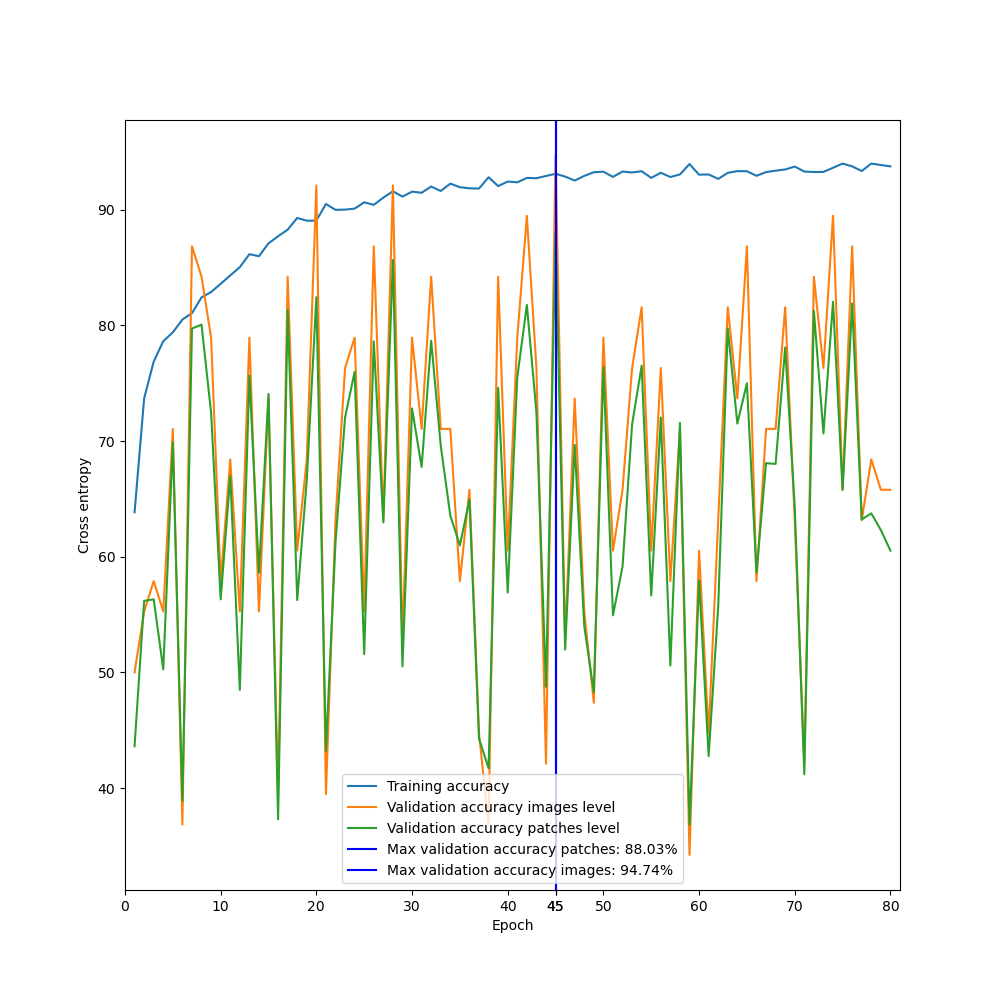 90
80
70
60
50
40
Cross entropy
Training accuracy
Validation accuracy images level
Validation accuracy patches level
Max validation accuracy patches: 88.03%
Max validation accuracy images: 94.74%
0 10 20 30 40 45 50 60 70 80
Epoch